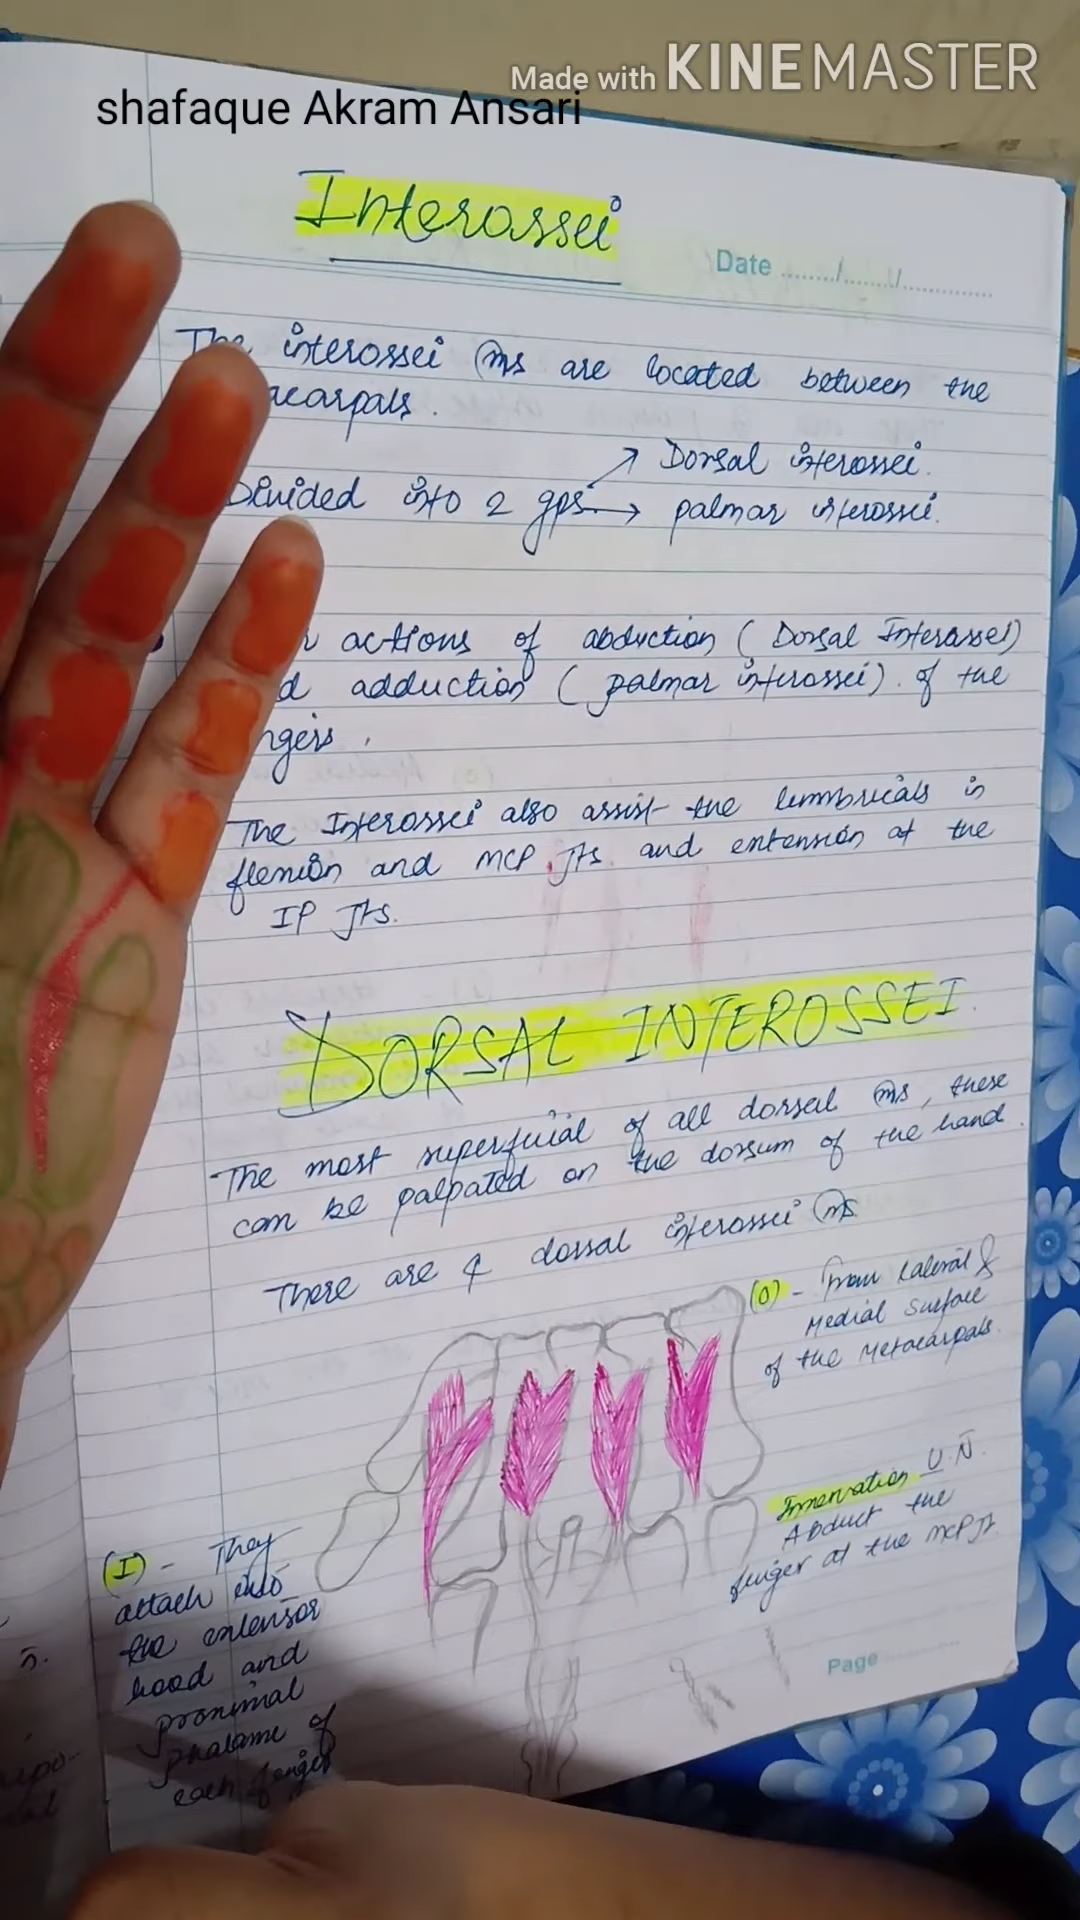 Made with KINEMASTER
shafaque Akram Ansari
Interossei
Date ......../......../...............
The interossei ms are located between the
acarpals.
Divided into 2 gps → Dorsal interossei.
→ palmar interossei.
actions of abduction (Dorsal Interossei)
d adduction (palmar interossei). of the
ngers.
The Interossei also assist the lumbricals in
flexion and MCP Jts and extension at the
IP Jts.
DORSAL INTEROSSEI.
The most superficial of all dorsal ms, these
can be palpated on the dorsum of the hand.
There are 4 dorsal interossei ms
(O) - From Lateral &
Medial Surface
of the Metacarpals.
Innervation U.N.
Abduct the
finger at the MCP Jt.
(I) - They
attach into
the extensor
hood and
proximal
phalanx of
each finger
Page